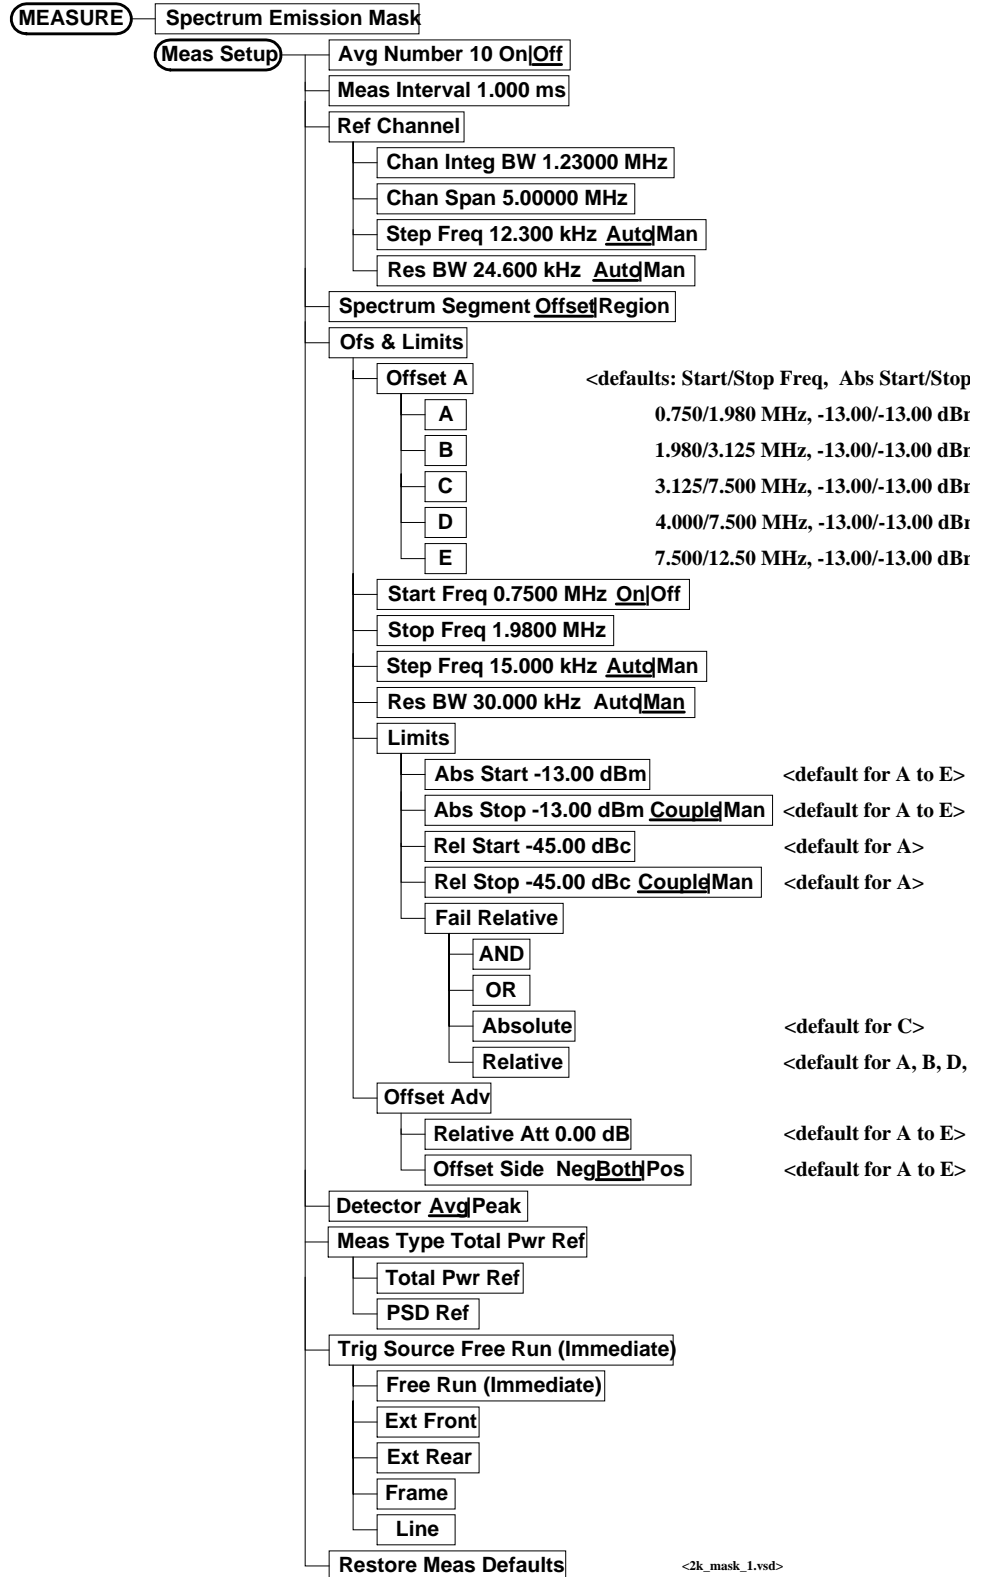 MEASURE Spectrum Emission Mask
Meas Setup Avg Number 10 On|Off
Meas Interval 1.000 ms
Ref Channel
Chan Integ BW 1.23000 MHz
Chan Span 5.00000 MHz
Step Freq 12.300 kHz Auto|Man
Res BW 24.600 kHz Auto|Man
Spectrum Segment Offset|Region
Ofs & Limits
Offset A <defaults: Start/Stop Freq, Abs Start/Stop
A 0.750/1.980 MHz, -13.00/-13.00 dBm
B 1.980/3.125 MHz, -13.00/-13.00 dBm
C 3.125/7.500 MHz, -13.00/-13.00 dBm
D 4.000/7.500 MHz, -13.00/-13.00 dBm
E 7.500/12.50 MHz, -13.00/-13.00 dBm
Start Freq 0.7500 MHz On|Off
Stop Freq 1.9800 MHz
Step Freq 15.000 kHz Auto|Man
Res BW 30.000 kHz Auto|Man
Limits
Abs Start -13.00 dBm <default for A to E>
Abs Stop -13.00 dBm Couple|Man <default for A to E>
Rel Start -45.00 dBc <default for A>
Rel Stop -45.00 dBc Couple|Man <default for A>
Fail Relative
AND
OR
Absolute <default for C>
Relative <default for A, B, D,
Offset Adv
Relative Att 0.00 dB <default for A to E>
Offset Side Neg|Both|Pos <default for A to E>
Detector Avg|Peak
Meas Type Total Pwr Ref
Total Pwr Ref
PSD Ref
Trig Source Free Run (Immediate)
Free Run (Immediate)
Ext Front
Ext Rear
Frame
Line
Restore Meas Defaults <2k_mask_1.vsd>